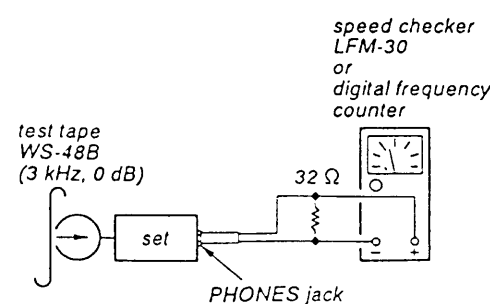 speed checker
LFM-30
or
digital frequency
counter
test tape
WS-48B
(3 kHz, 0 dB)
32 Ω
set
− +
PHONES jack